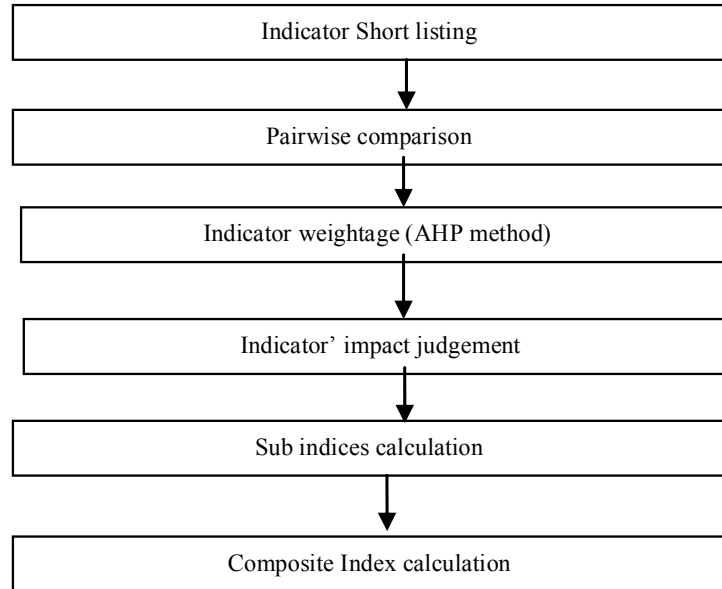 Indicator Short listing
Pairwise comparison
Indicator weightage (AHP method)
Indicator’ impact judgement
Sub indices calculation
Composite Index calculation